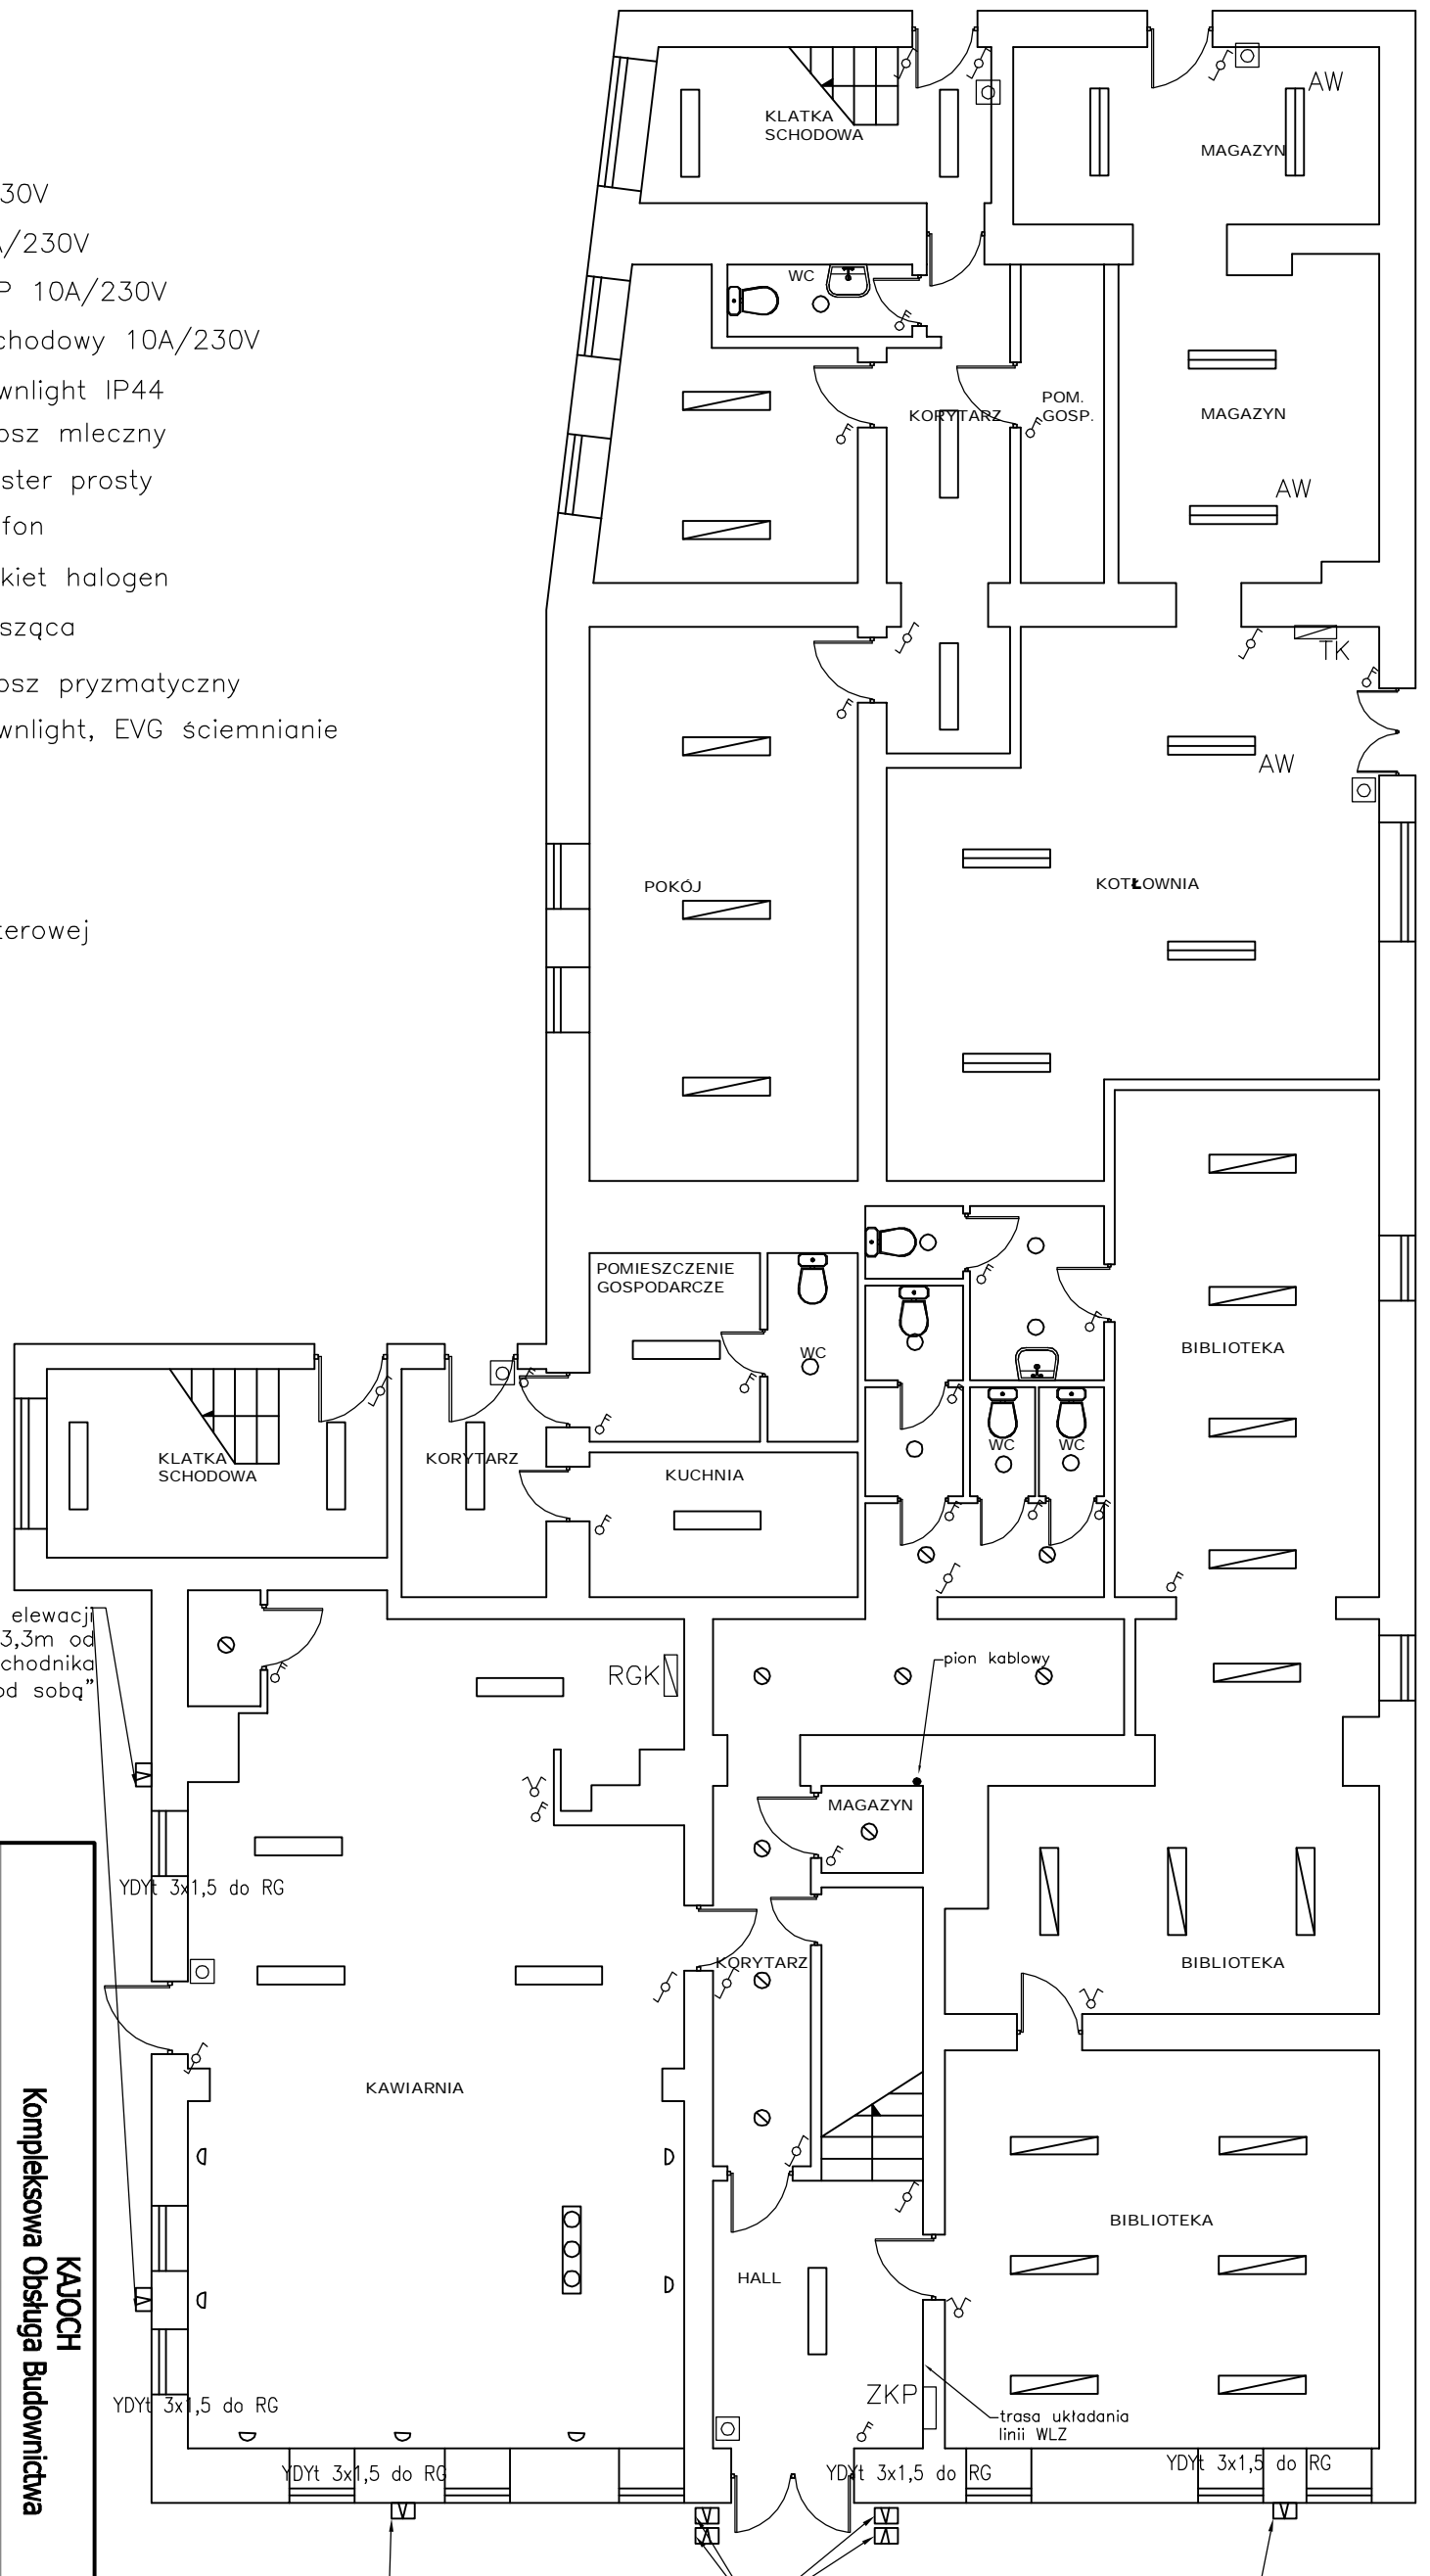 30V
A/230V
P 10A/230V
chodowy 10A/230V
wnlight IP44
osz mleczny
ster prosty
fon
kiet halogen
sząca
osz pryzmatyczny
wnlight, EVG ściemnianie
terowej
KLATKA
SCHODOWA
AW
MAGAZYN
WC
KORYTARZ
POM.
GOSP.
MAGAZYN
AW
TK
AW
POKÓJ
KOTŁOWNIA
POMIESZCZENIE
GOSPODARCZE
WC
BIBLIOTEKA
KLATKA
SCHODOWA
KORYTARZ
KUCHNIA
WC
WC
elewacji
3,3m od
chodnika
od sobą"
RGK
pion kablowy
MAGAZYN
YDYt 3x1,5 do RG
KORYTARZ
BIBLIOTEKA
KAWIARNIA
BIBLIOTEKA
HALL
ZKP
trasa układania
linii WLZ
YDYt 3x1,5 do RG
YDYt 3x1,5 do RG
YDYt 3x1,5 do RG
YDYt 3x1,5 do RG
KAJOCH
Kompleksowa Obsługa Budownictwa